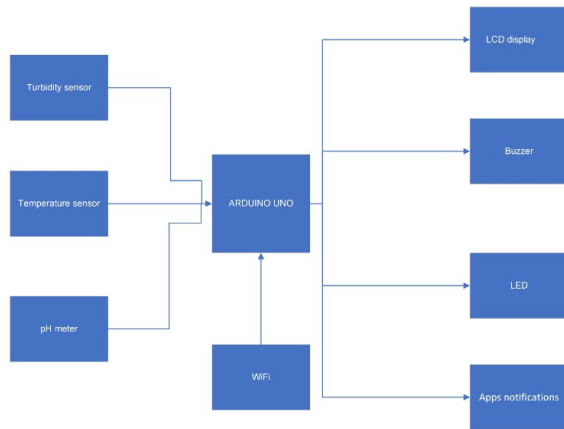 Turbidity sensor
Temperature sensor
pH meter
ARDUINO UNO
WiFi
LCD display
Buzzer
LED
Apps notifications